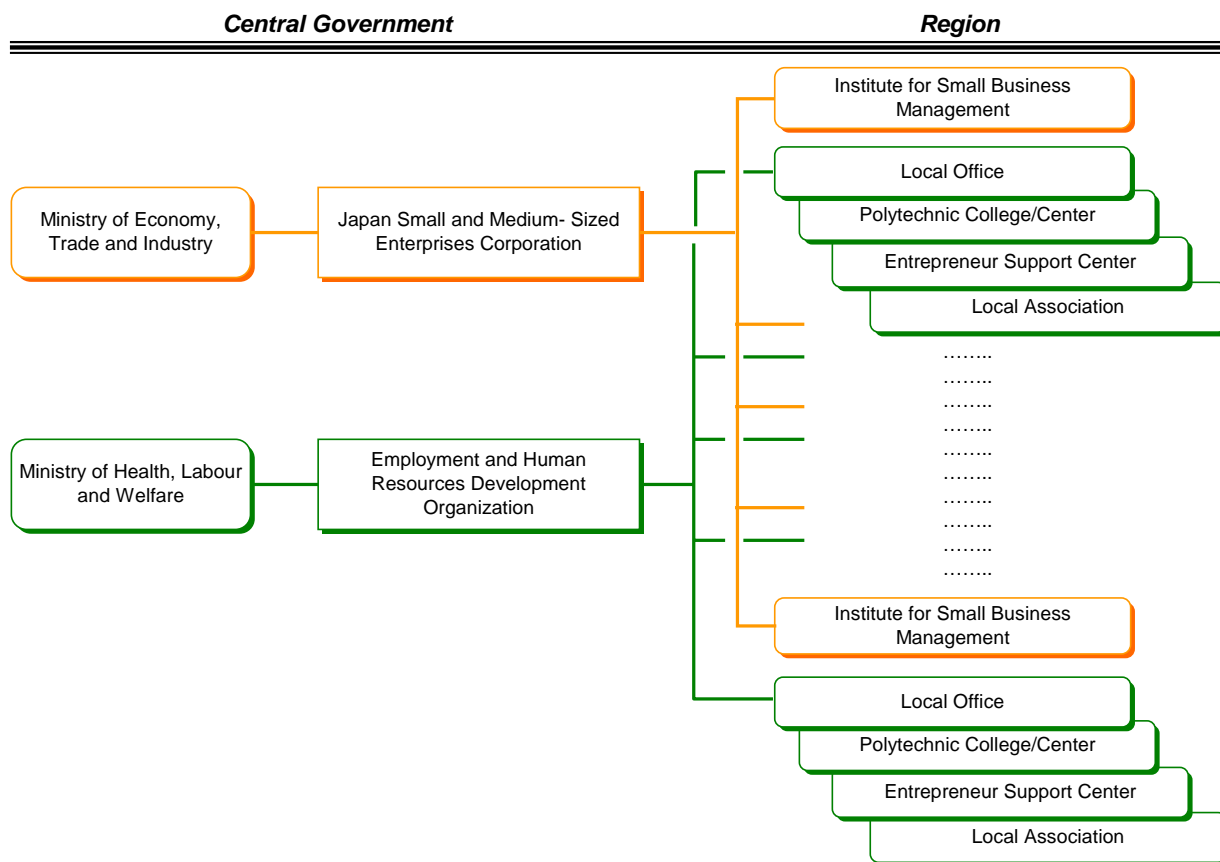 Central Government
Region
Institute for Small Business
Management
Local Office
Polytechnic College/Center
Entrepreneur Support Center
Local Association
Ministry of Economy,
Trade and Industry
Japan Small and Medium- Sized
Enterprises Corporation
……..
……..
……..
……..
……..
……..
……..
……..
……..
……..
Ministry of Health, Labour
and Welfare
Employment and Human
Resources Development
Organization
Institute for Small Business
Management
Local Office
Polytechnic College/Center
Entrepreneur Support Center
Local Association